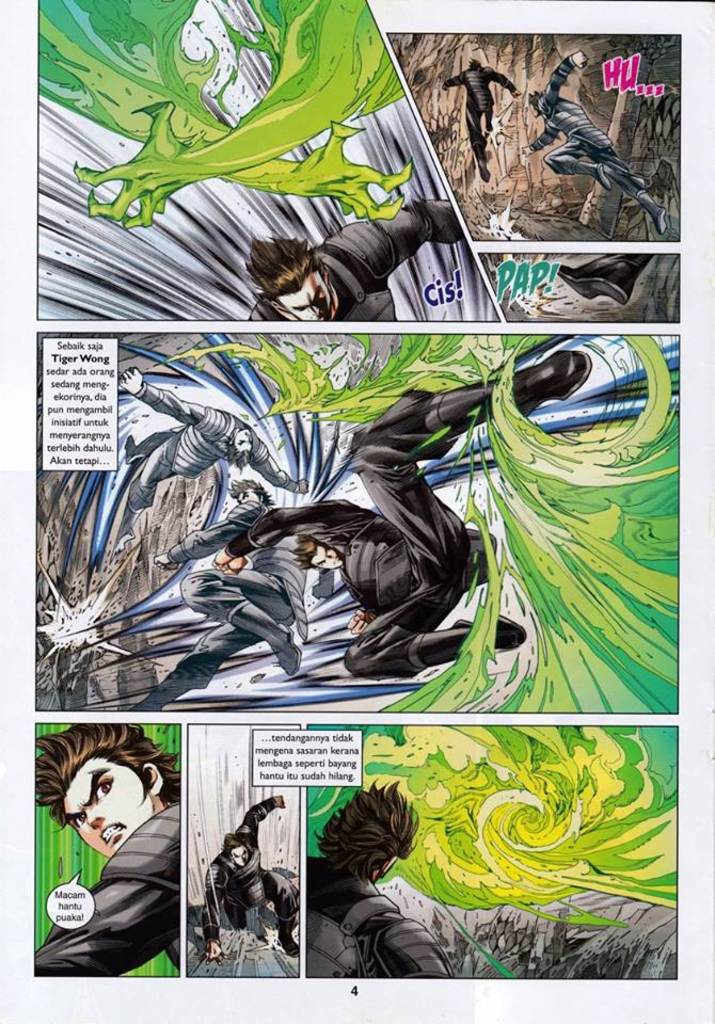 HU...
cis!
PAP!
Sebaik saja
Tiger Wong
sedar ada orang
sedang meng-
ekorinya, dia
pun mengambil
inisiatif untuk
menyerangnya
terlebih dahulu.
Akan tetapi...
...tendangannya tidak
mengena sasaran kerana
lembaga seperti bayang
hantu itu sudah hilang.
Macam
hantu
puaka!
4